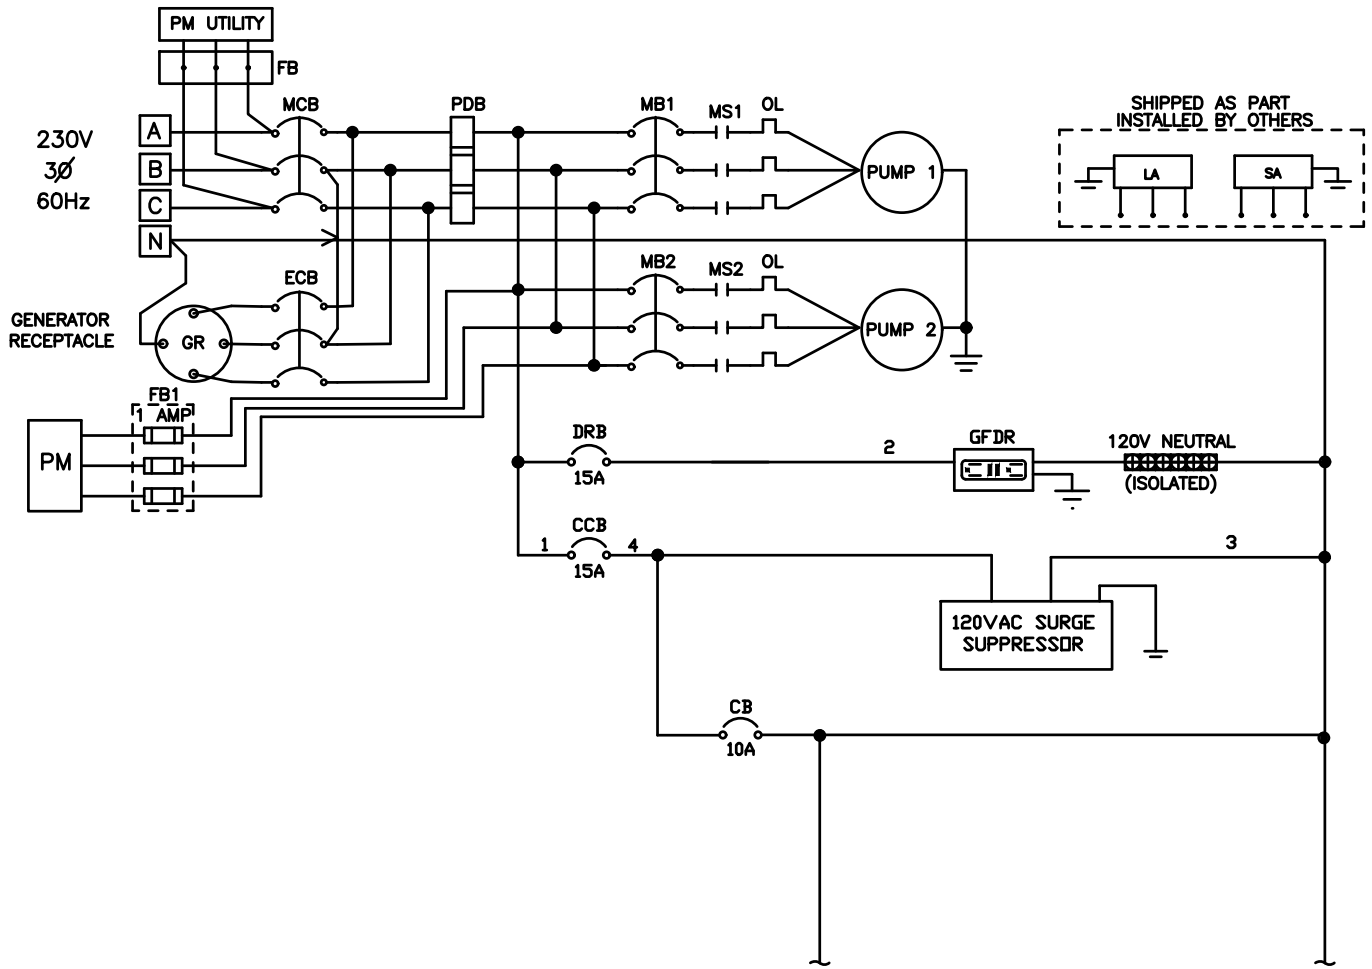 PM UTILITY
FB
MCB
PDB
MB1
MS1
OL
SHIPPED AS PART
INSTALLED BY OTHERS
230V
3Ø
60Hz
A
B
C
N
PUMP 1
LA
SA
ECB
MB2
MS2
OL
GENERATOR
RECEPTACLE
GR
PUMP 2
FB1
1 AMP
PM
DRB
15A
2
GFDR
120V NEUTRAL
(ISOLATED)
1
CCB
15A
4
3
120VAC SURGE
SUPPRESSOR
CB
10A